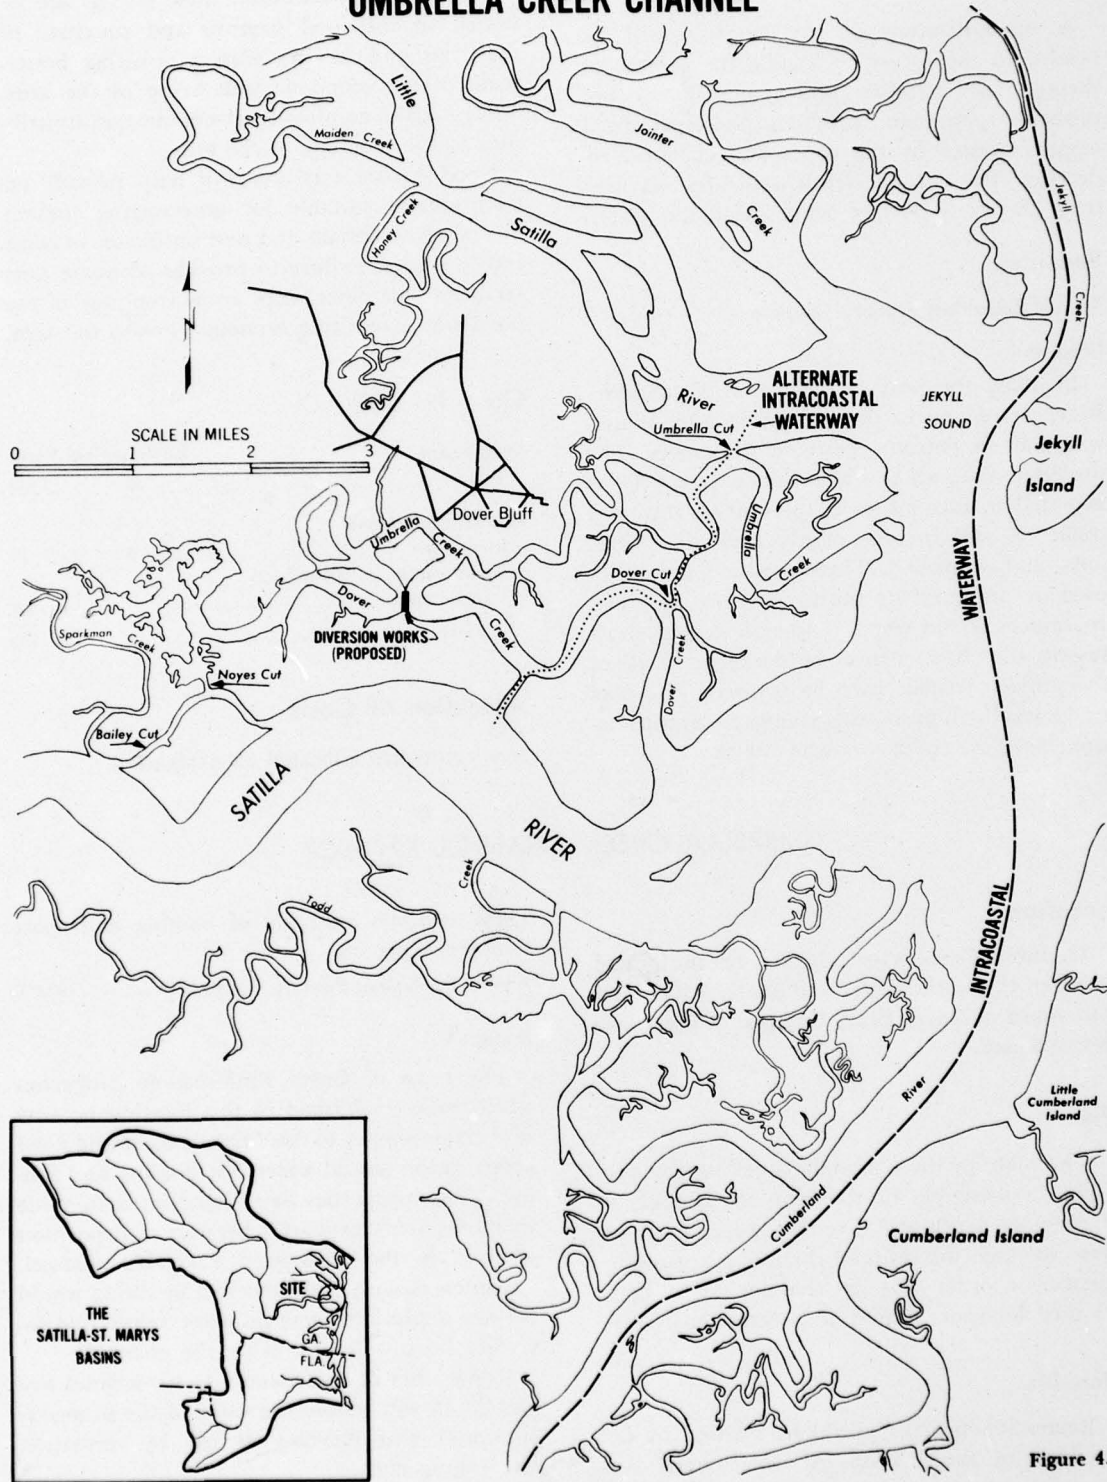 UMBRELLA CREEK CHANNEL
Little
Maiden Creek
Jointer
Creek
Jekyll
Creek
Honey Creek
Satilla
N
River
ALTERNATE
INTRACOASTAL
WATERWAY
Umbrella Cut
JEKYLL
SOUND
Jekyll
Island
SCALE IN MILES
0 1 2 3
Dover Bluff
Umbrella
Creek
Umbrella
Creek
Dover Cut
Dover
Creek
DIVERSION WORKS
(PROPOSED)
Dover Creek
Sparkman
Creek
Noyes Cut
Bailey Cut
WATERWAY
SATILLA
RIVER
Creek
Todd
INTRACOASTAL
River
Cumberland
Little
Cumberland
Island
Cumberland Island
THE
SATILLA-ST. MARYS
BASINS
SITE
GA.
FLA.
Figure 4